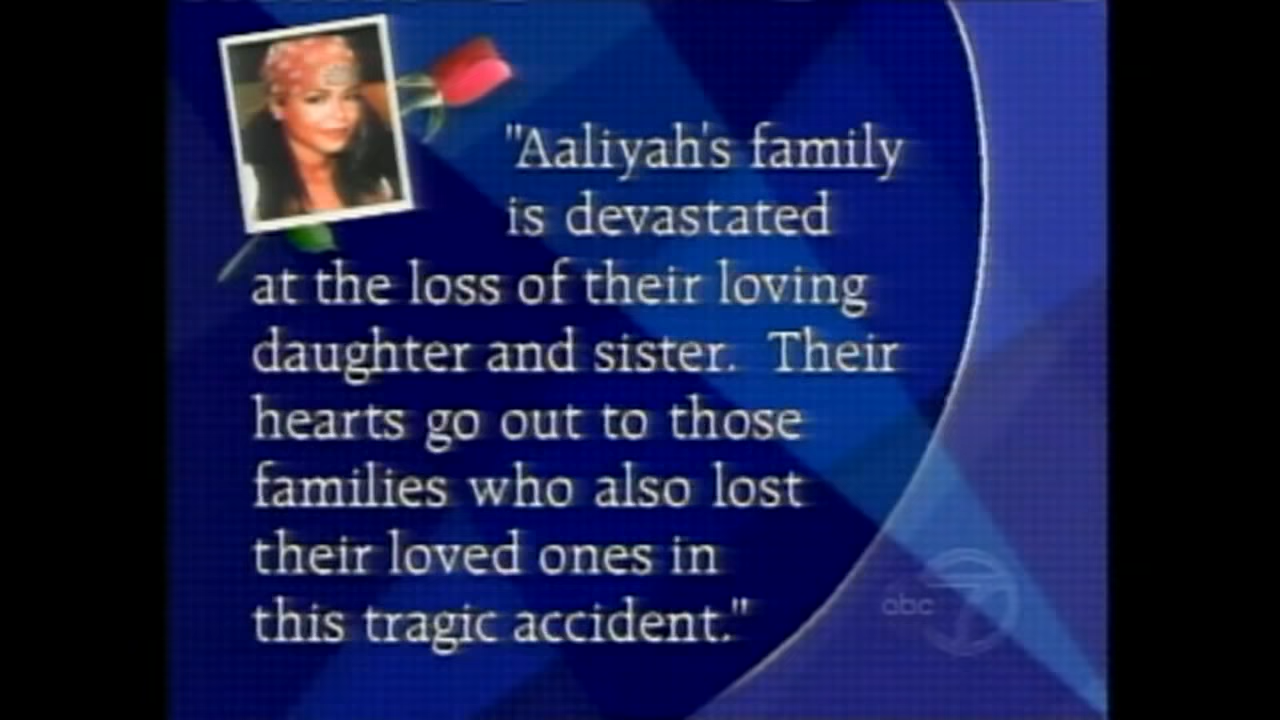 "Aaliyah's family
is devastated
at the loss of their loving
daughter and sister. Their
hearts go out to those
families who also lost
their loved ones in
this tragic accident."
abc 7